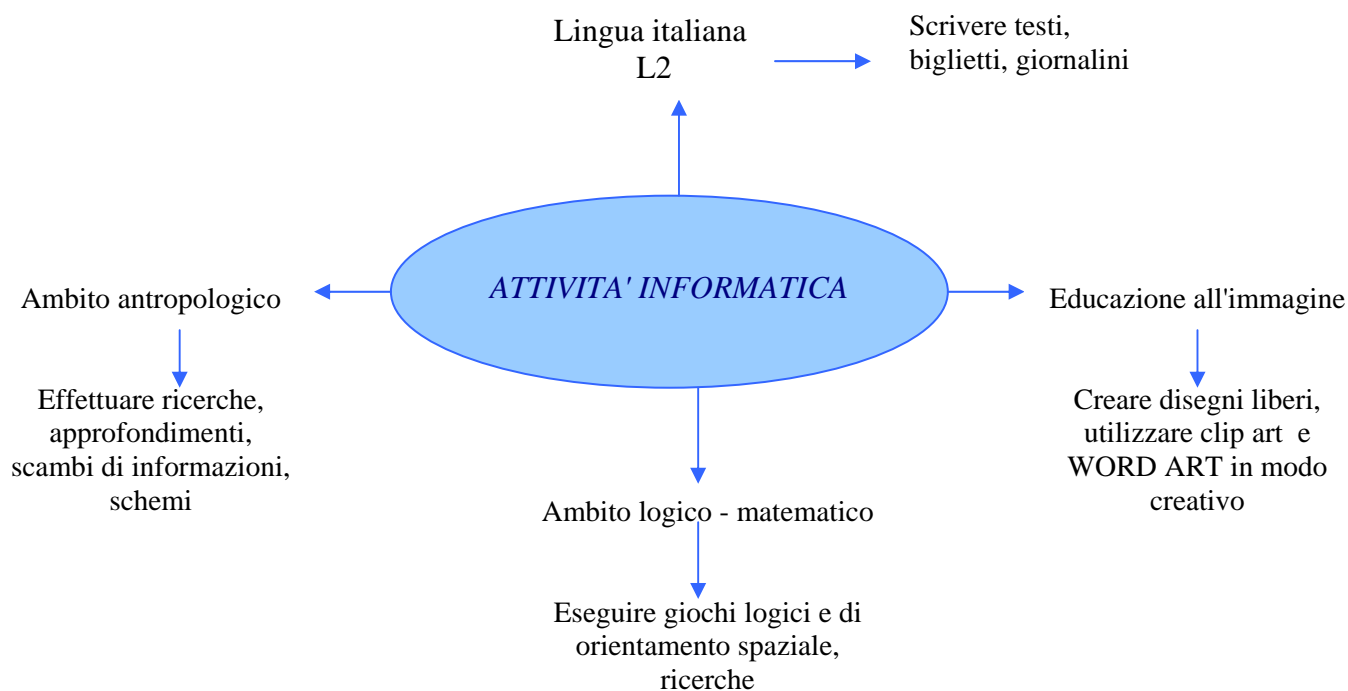 Lingua italiana
L2
Scrivere testi,
biglietti, giornalini
ATTIVITA' INFORMATICA
Ambito antropologico
Effettuare ricerche,
approfondimenti,
scambi di informazioni,
schemi
Educazione all'immagine
Creare disegni liberi,
utilizzare clip art e
WORD ART in modo
creativo
Ambito logico - matematico
Eseguire giochi logici e di
orientamento spaziale,
ricerche